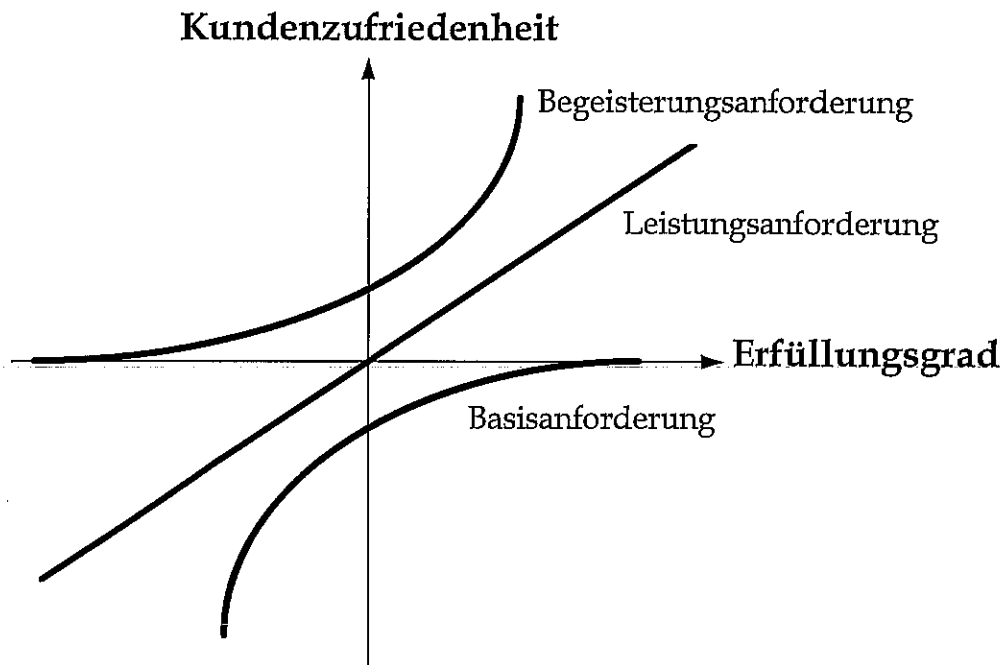 Kundenzufriedenheit
Begeisterungsanforderung
Leistungsanforderung
Erfüllungsgrad
Basisanforderung